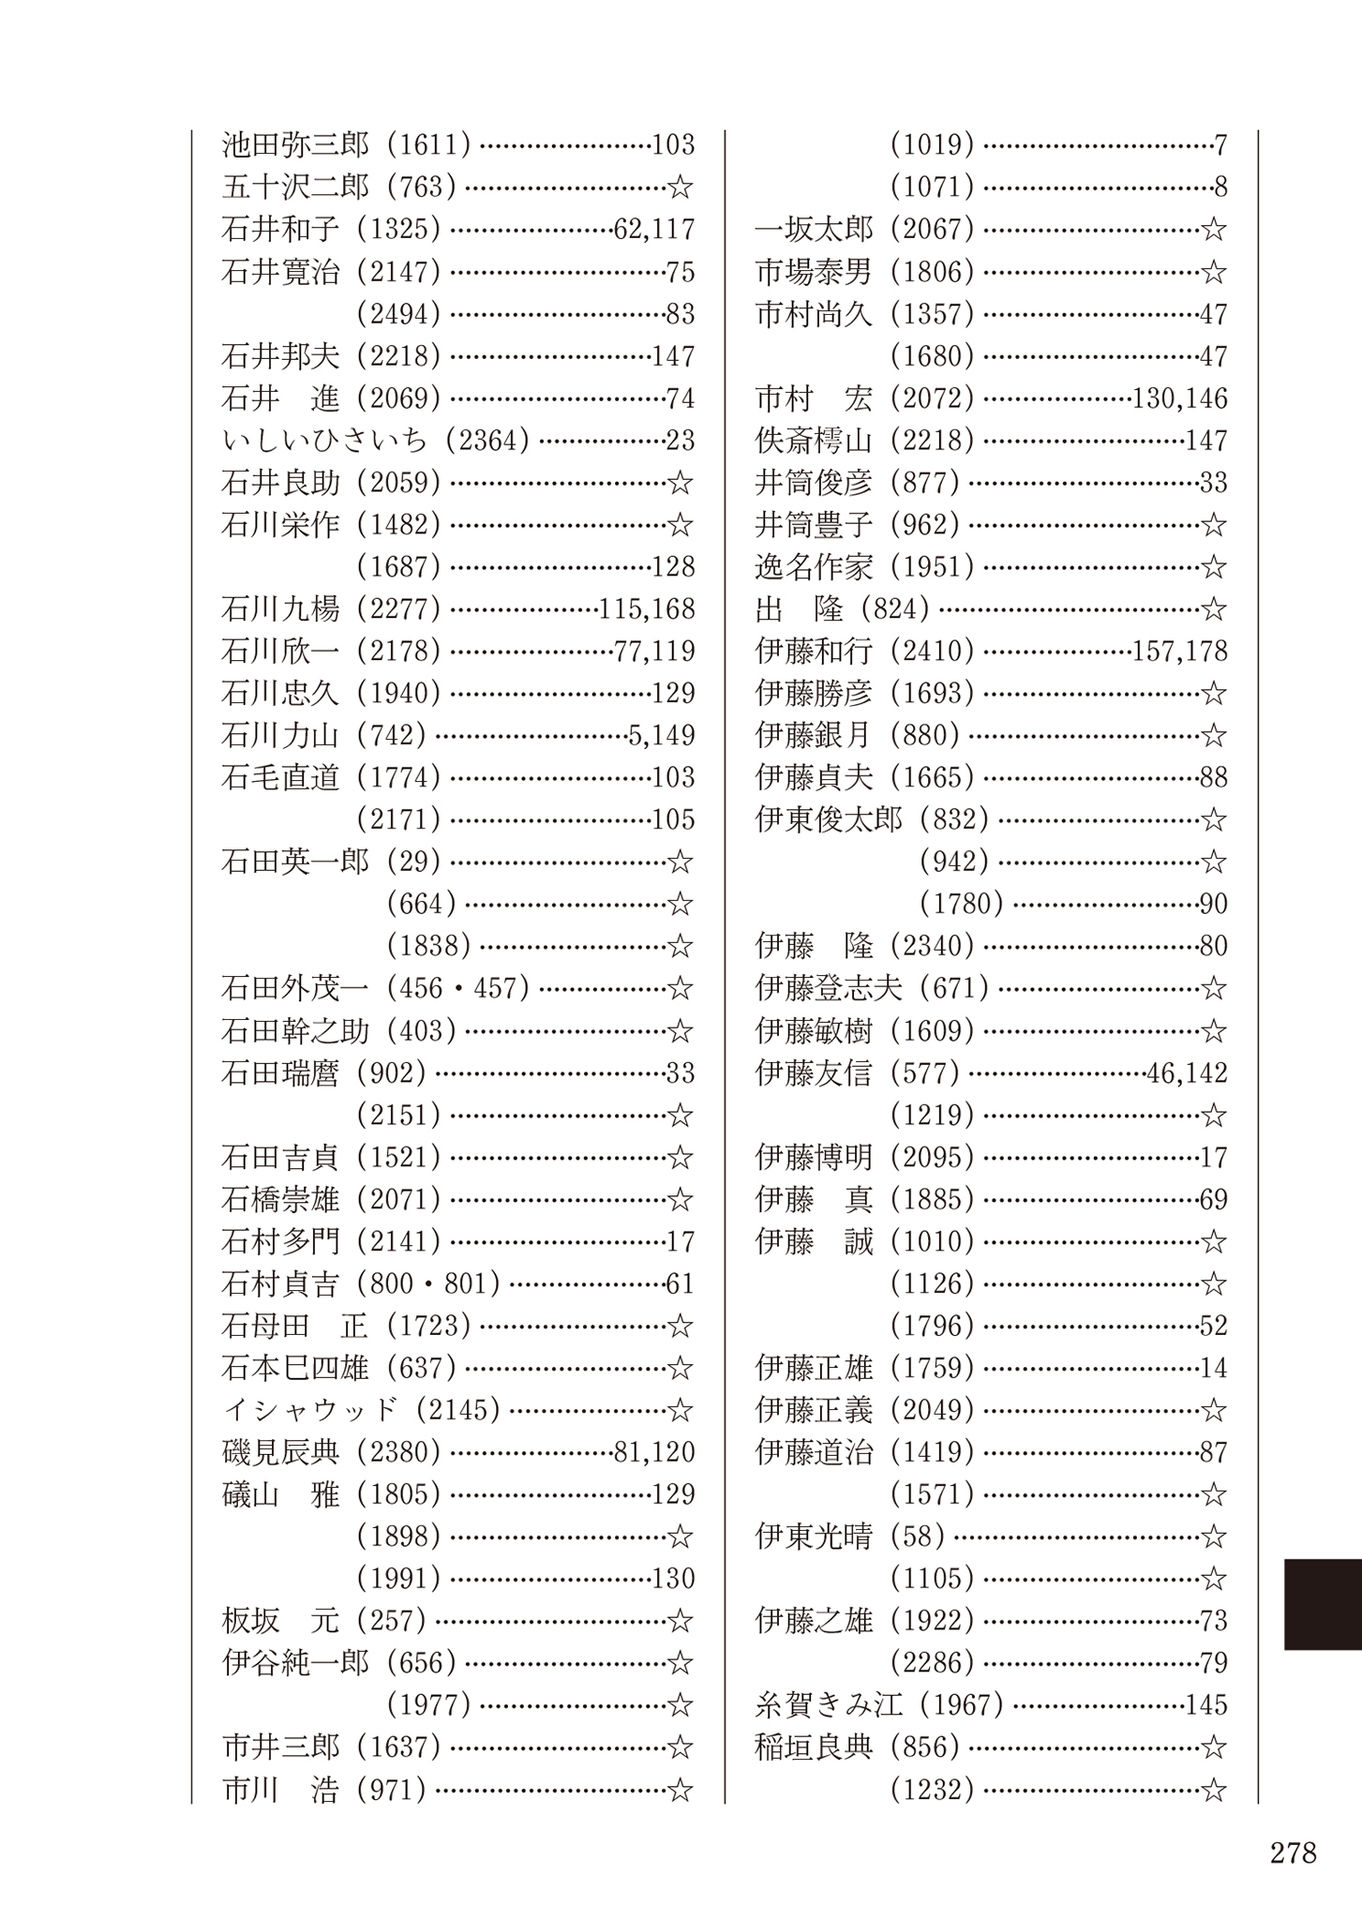 池田弥三郎（1611）…………………103
五十沢二郎（763）……………………☆
石井和子（1325）…………………62,117
石井寛治（2147）………………………75
（2494）………………………83
石井邦夫（2218）……………………147
石井　進（2069）………………………74
いしいひさいち（2364）……………23
石井良助（2059）………………………☆
石川栄作（1482）………………………☆
（1687）……………………128
石川九楊（2277）………………115,168
石川欣一（2178）…………………77,119
石川忠久（1940）……………………129
石川力山（742）……………………5,149
石毛直道（1774）……………………103
（2171）……………………105
石田英一郎（29）………………………☆
（664）……………………☆
（1838）…………………☆
石田外茂一（456・457）……………☆
石田幹之助（403）……………………☆
石田瑞麿（902）………………………33
（2151）………………………☆
石田吉貞（1521）………………………☆
石橋崇雄（2071）………………………☆
石村多門（2141）………………………17
石村貞吉（800・801）………………61
石母田　正（1723）…………………☆
石本巳四雄（637）……………………☆
イシャウッド（2145）………………☆
磯見辰典（2380）…………………81,120
礒山　雅（1805）……………………129
（1898）………………………☆
（1991）……………………130
板坂　元（257）………………………☆
伊谷純一郎（656）……………………☆
（1977）…………………☆
市井三郎（1637）………………………☆
市川　浩（971）………………………☆
（1019）………………………7
（1071）………………………8
一坂太郎（2067）………………………☆
市場泰男（1806）………………………☆
市村尚久（1357）………………………47
（1680）………………………47
市村　宏（2072）………………130,146
佚斎樗山（2218）……………………147
井筒俊彦（877）………………………33
井筒豊子（962）………………………☆
逸名作家（1951）………………………☆
出　隆（824）…………………………☆
伊藤和行（2410）………………157,178
伊藤勝彦（1693）………………………☆
伊藤銀月（880）………………………☆
伊藤貞夫（1665）………………………88
伊東俊太郎（832）……………………☆
（942）……………………☆
（1780）…………………90
伊藤　隆（2340）………………………80
伊藤登志夫（671）……………………☆
伊藤敏樹（1609）………………………☆
伊藤友信（577）…………………46,142
（1219）………………………☆
伊藤博明（2095）………………………17
伊藤　真（1885）………………………69
伊藤　誠（1010）………………………☆
（1126）………………………☆
（1796）………………………52
伊藤正雄（1759）………………………14
伊藤正義（2049）………………………☆
伊藤道治（1419）………………………87
（1571）………………………☆
伊東光晴（58）…………………………☆
（1105）………………………☆
伊藤之雄（1922）………………………73
（2286）………………………79
糸賀きみ江（1967）…………………145
稲垣良典（856）………………………☆
（1232）………………………☆
278